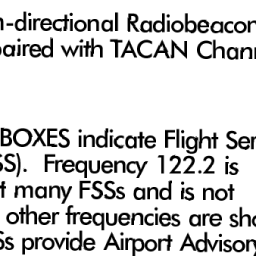 n-directional Radiobeacon
paired with TACAN Chann
BOXES indicate Flight Ser
SS). Frequency 122.2 is
t many FSSs and is not
other frequencies are sho
Ss provide Airport Advisory